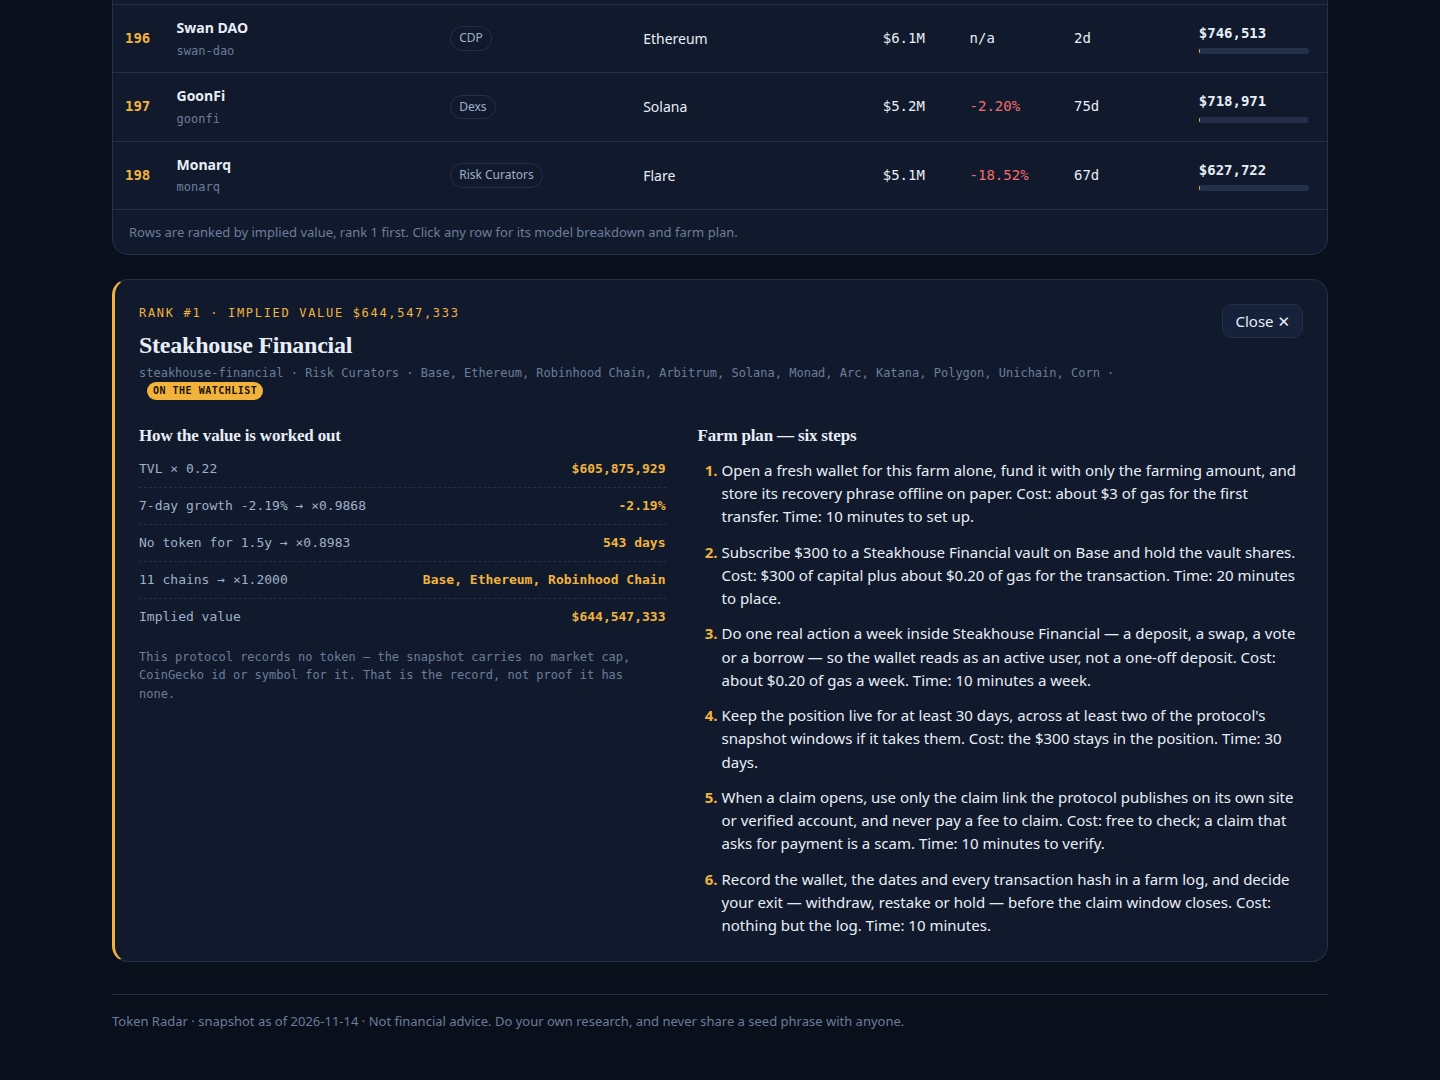 196 Swan DAO CDP Ethereum $6.1M n/a 2d $746,513
swan-dao
197 GoonFi Dexs Solana $5.2M -2.20% 75d $718,971
goonfi
198 Monarq Risk Curators Flare $5.1M -18.52% 67d $627,722
monarq
Rows are ranked by implied value, rank 1 first. Click any row for its model breakdown and farm plan.
RANK #1 · IMPLIED VALUE $644,547,333
Close ✕
Steakhouse Financial
steakhouse-financial · Risk Curators · Base, Ethereum, Robinhood Chain, Arbitrum, Solana, Monad, Arc, Katana, Polygon, Unichain, Corn ·
ON THE WATCHLIST
How the value is worked out
TVL × 0.22 $605,875,929
7-day growth -2.19% → ×0.9868 -2.19%
No token for 1.5y → ×0.8983 543 days
11 chains → ×1.2000 Base, Ethereum, Robinhood Chain
Implied value $644,547,333
This protocol records no token — the snapshot carries no market cap,
CoinGecko id or symbol for it. That is the record, not proof it has
none.
Farm plan — six steps
1. Open a fresh wallet for this farm alone, fund it with only the farming amount, and
store its recovery phrase offline on paper. Cost: about $3 of gas for the first
transfer. Time: 10 minutes to set up.
2. Subscribe $300 to a Steakhouse Financial vault on Base and hold the vault shares.
Cost: $300 of capital plus about $0.20 of gas for the transaction. Time: 20 minutes
to place.
3. Do one real action a week inside Steakhouse Financial — a deposit, a swap, a vote
or a borrow — so the wallet reads as an active user, not a one-off deposit. Cost:
about $0.20 of gas a week. Time: 10 minutes a week.
4. Keep the position live for at least 30 days, across at least two of the protocol's
snapshot windows if it takes them. Cost: the $300 stays in the position. Time: 30
days.
5. When a claim opens, use only the claim link the protocol publishes on its own site
or verified account, and never pay a fee to claim. Cost: free to check; a claim that
asks for payment is a scam. Time: 10 minutes to verify.
6. Record the wallet, the dates and every transaction hash in a farm log, and decide
your exit — withdraw, restake or hold — before the claim window closes. Cost:
nothing but the log. Time: 10 minutes.
Token Radar · snapshot as of 2026-11-14 · Not financial advice. Do your own research, and never share a seed phrase with anyone.